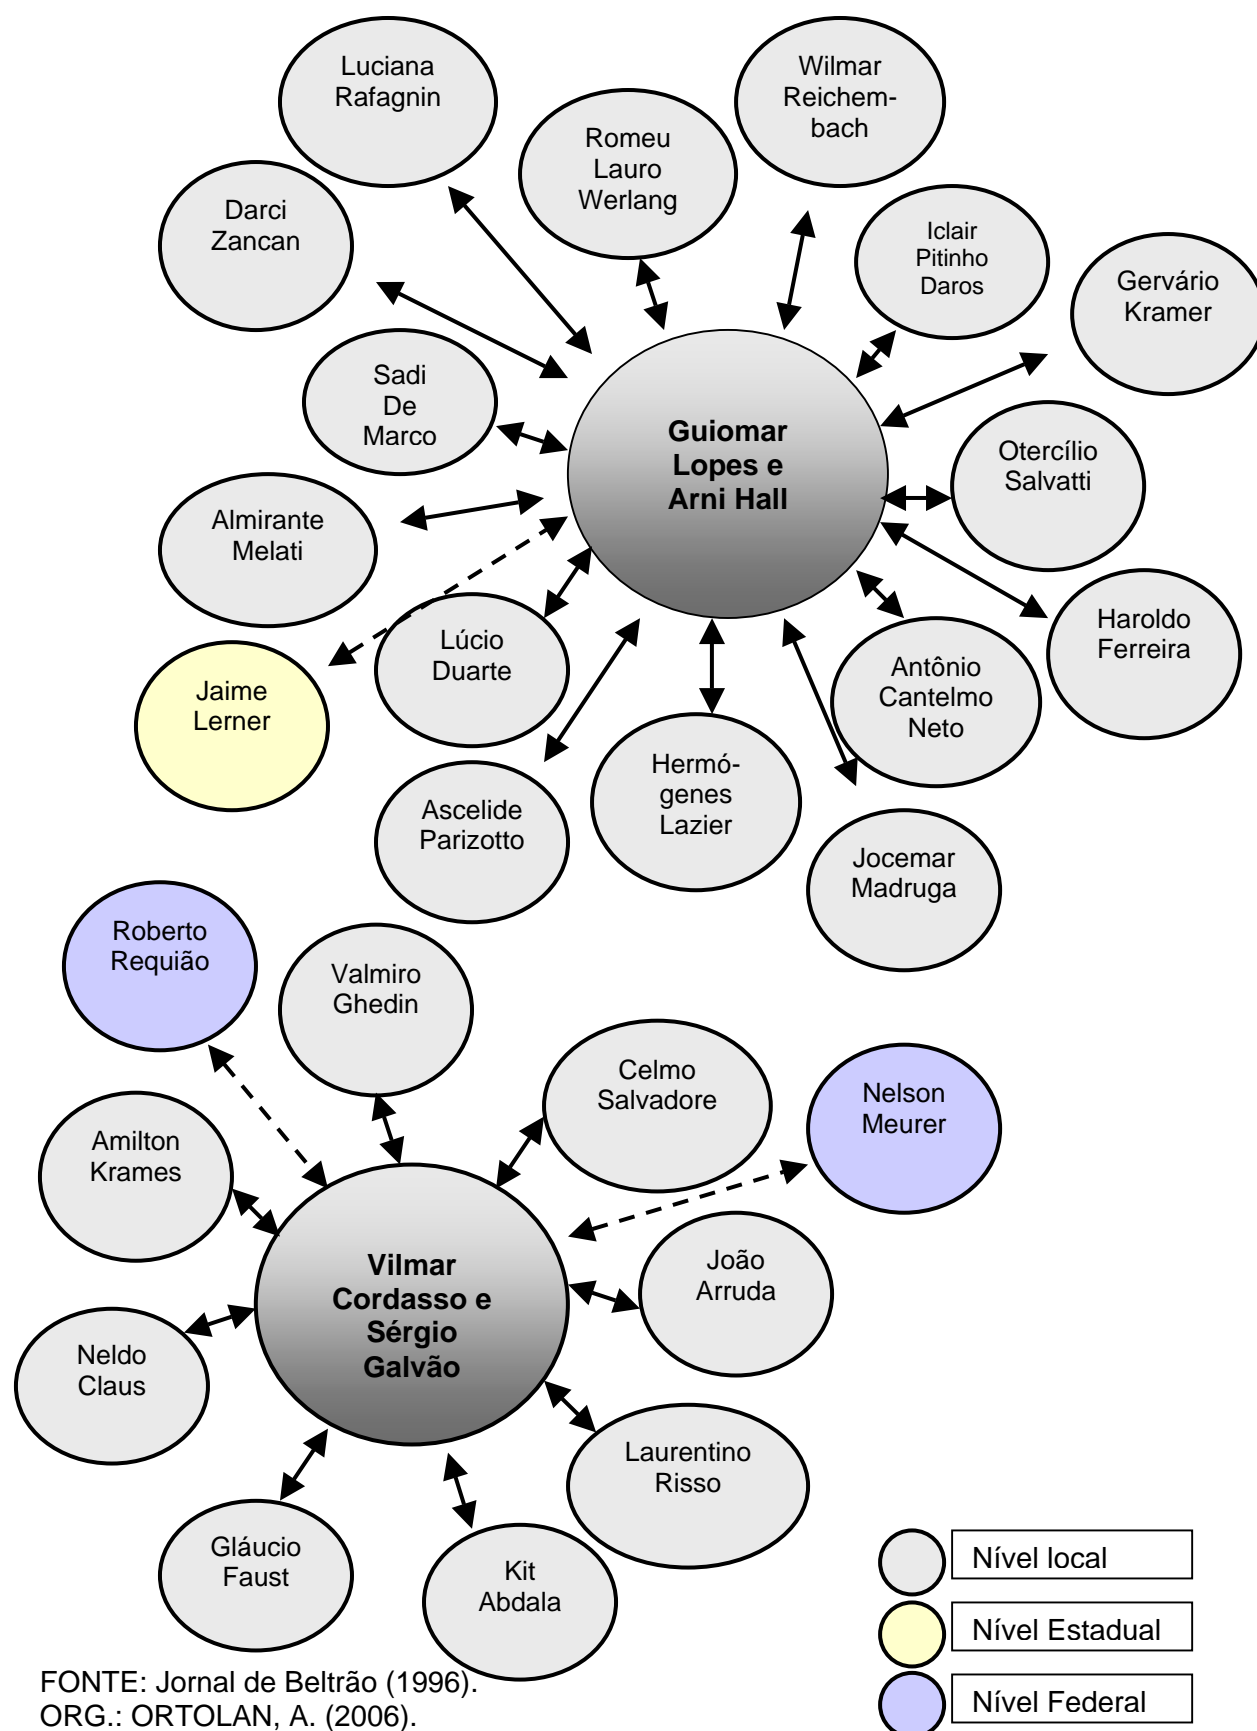 Luciana
Rafagnin
Wilmar
Reichem-
bach
Romeu
Lauro
Werlang
Darci
Zancan
Iclair
Pitinho
Daros
Gervário
Kramer
Sadi
De
Marco
Guiomar
Lopes e
Arni Hall
Otercílio
Salvatti
Almirante
Melati
Lúcio
Duarte
Haroldo
Ferreira
Antônio
Cantelmo
Neto
Jaime
Lerner
Hermó-
genes
Lazier
Ascelide
Parizotto
Jocemar
Madruga
Roberto
Requião
Valmiro
Ghedin
Celmo
Salvadore
Nelson
Meurer
Amilton
Krames
Vilmar
Cordasso e
Sérgio
Galvão
João
Arruda
Neldo
Claus
Laurentino
Risso
Gláucio
Faust
Kit
Abdala
Nível local
Nível Estadual
Nível Federal
FONTE: Jornal de Beltrão (1996).
ORG.: ORTOLAN, A. (2006).